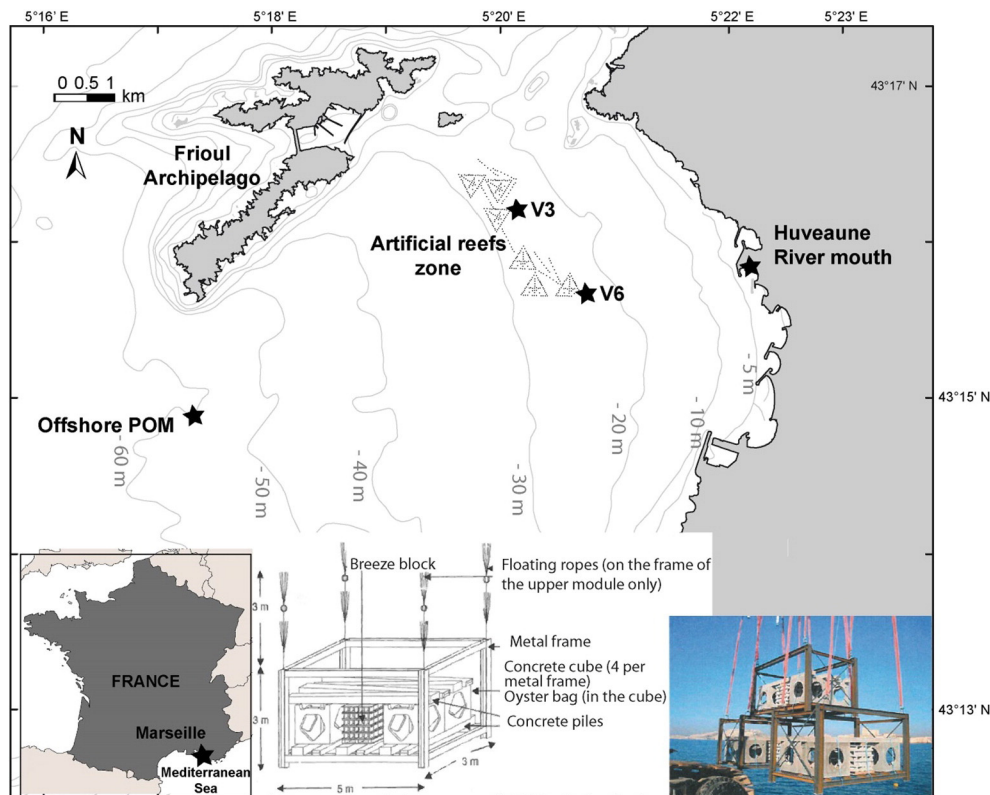 5°16' E
5°18' E
5°20' E
5°22' E
5°23' E
0 0.5 1
km
43°17' N
N
Frioul
Archipelago
V3
Artificial reefs
zone
Huveaune
River mouth
V6
- 5 m
43°15' N
Offshore POM
- 60 m
- 50 m
- 40 m
- 30 m
- 20 m
- 10 m
Breeze block
Floating ropes (on the frame of
the upper module only)
3 m
Metal frame
Concrete cube (4 per
metal frame)
Oyster bag (in the cube)
Concrete piles
3 m
3 m
5 m
FRANCE
Marseille
Mediterranean
Sea
43°13' N